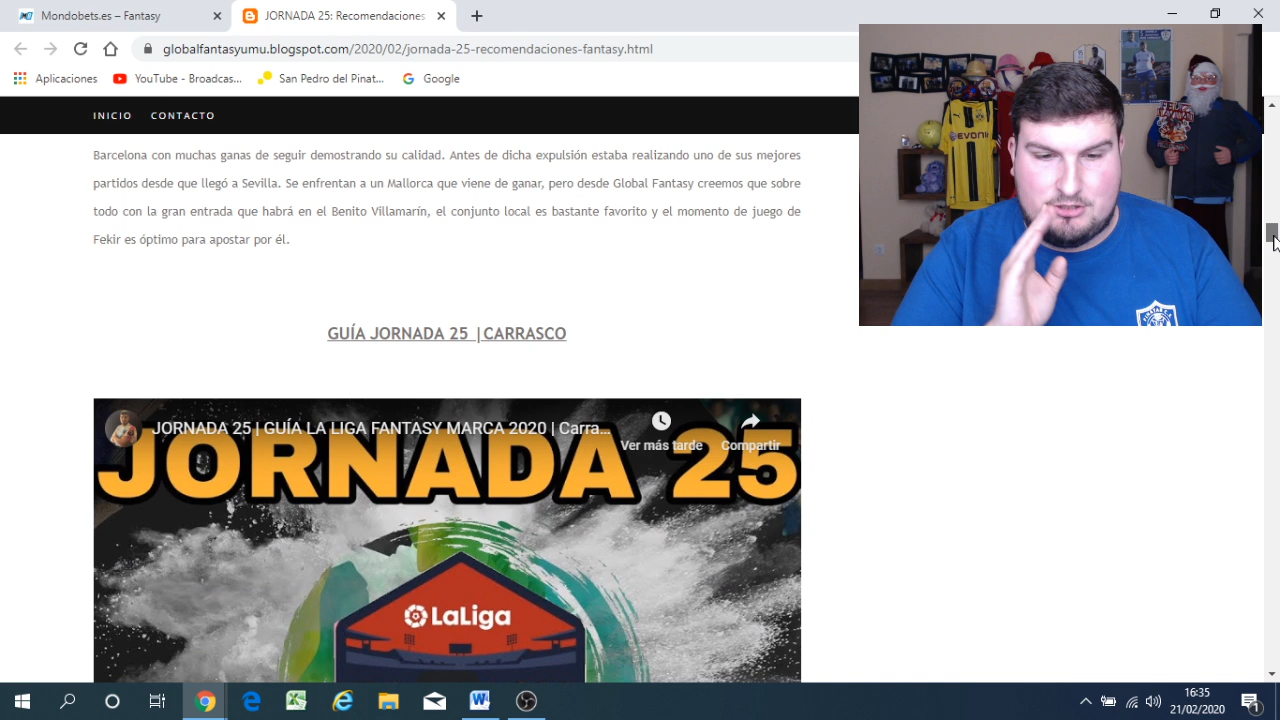 Mondobets.es – Fantasy
JORNADA 25: Recomendaciones
globalfantasyumu.blogspot.com/2020/02/jornada-25-recomendaciones-fantasy.html
Aplicaciones
YouTube - Broadcas...
San Pedro del Pinat...
Google
INICIO
CONTACTO
Barcelona con muchas ganas de seguir demostrando su calidad. Antes de dicha expulsión estaba realizando uno de sus mejores
partidos desde que llegó a Sevilla. Se enfrentan a un Mallorca que viene de ganar, pero desde Global Fantasy creemos que sobre
todo con la gran entrada que habrá en el Benito Villamarín, el conjunto local es bastante favorito y el momento de juego de
Fekir es óptimo para apostar por él.
EVONIK
GUÍA JORNADA 25 |CARRASCO
JORNADA 25 | GUÍA LA LIGA FANTASY MARCA 2020 | Carra...
Ver más tarde
Compartir
JORNADA 25
LaLiga
16:35
21/02/2020
1